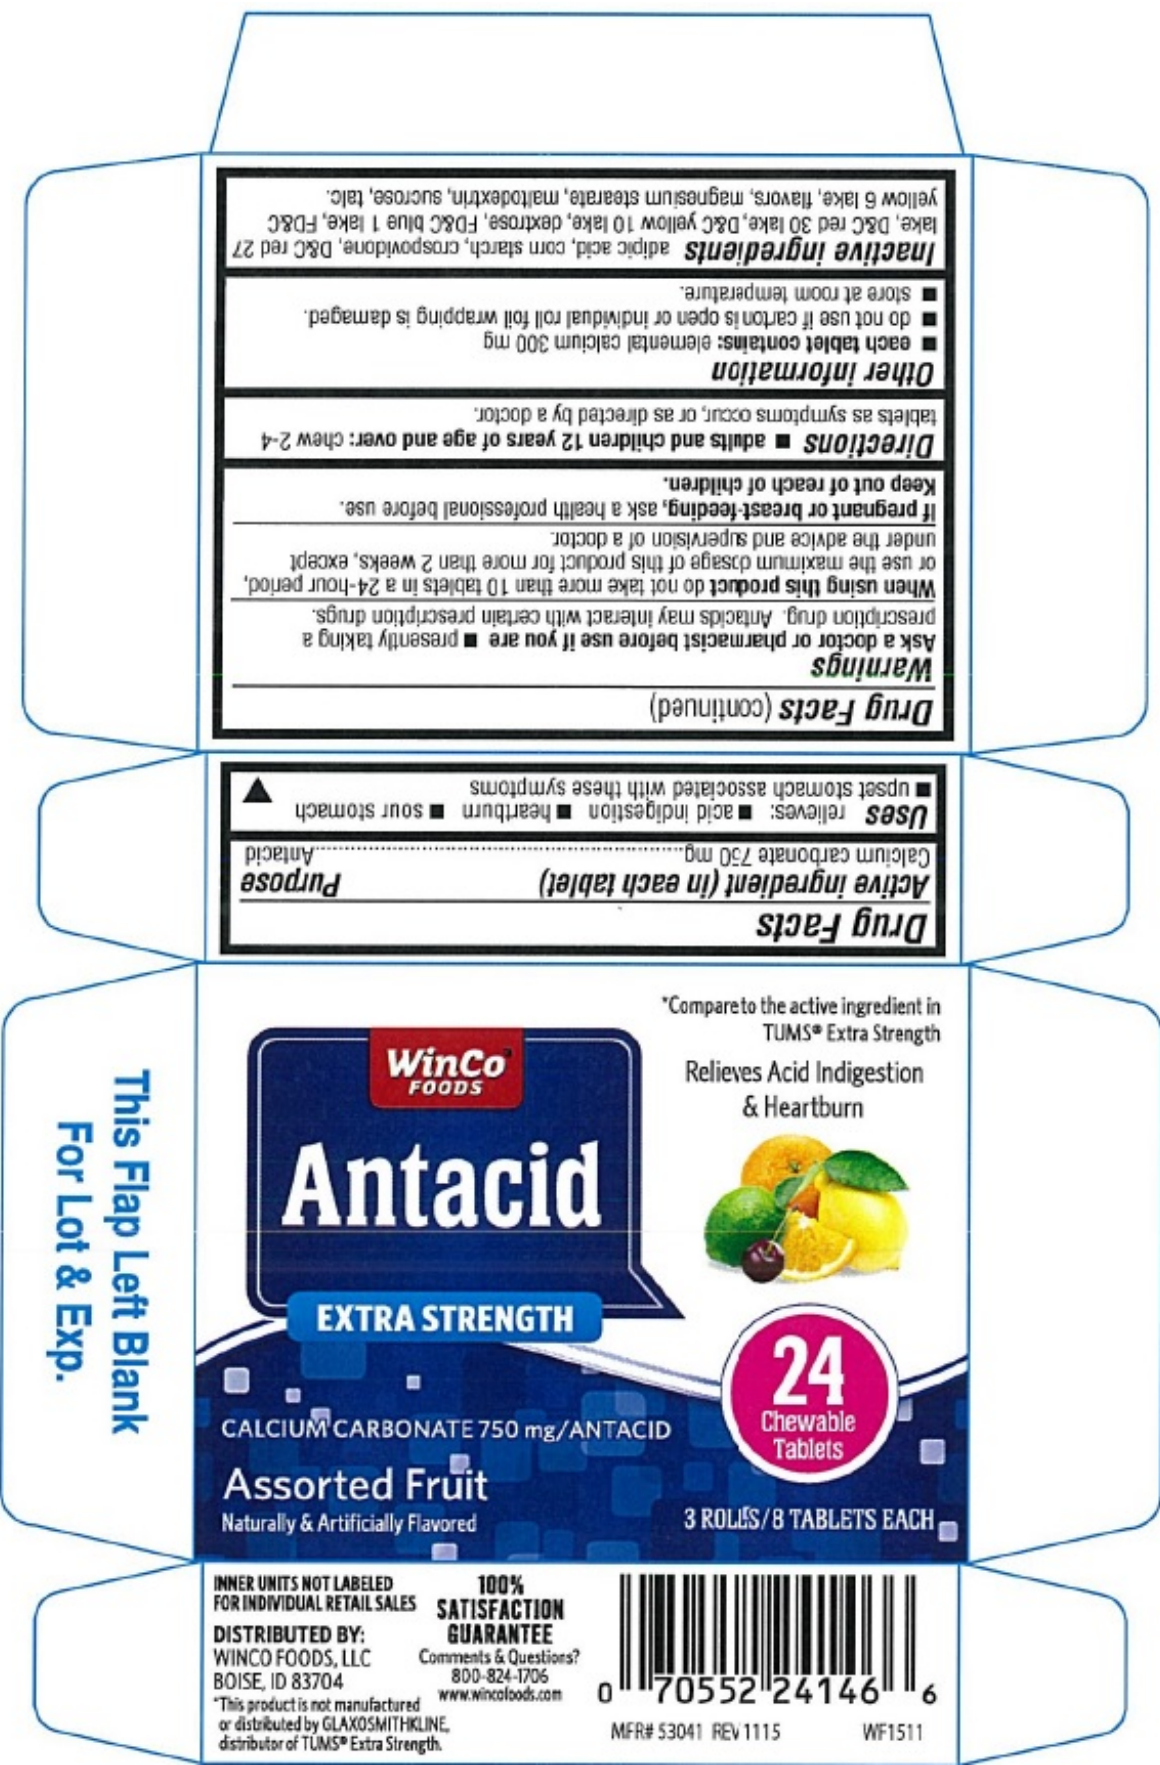 Drug Facts (continued)
Warnings
Ask a doctor or pharmacist before use if you are ■ presently taking a
prescription drug. Antacids may interact with certain prescription drugs.
When using this product do not take more than 10 tablets in a 24-hour period,
or use the maximum dosage of this product for more than 2 weeks, except
under the advice and supervision of a doctor.
If pregnant or breast-feeding, ask a health professional before use.
Keep out of reach of children.
Directions ■ adults and children 12 years of age and over: chew 2-4
tablets as symptoms occur, or as directed by a doctor.
Other information
■ each tablet contains: elemental calcium 300 mg
■ do not use if carton is open or individual roll foil wrapping is damaged.
■ store at room temperature.
Inactive ingredients adipic acid, corn starch, crospovidone, D&C red 27
lake, D&C red 30 lake, D&C yellow 10 lake, dextrose, FD&C blue 1 lake, FD&C
yellow 6 lake, flavors, magnesium stearate, maltodextrin, sucrose, talc.
Drug Facts
Active ingredient (in each tablet) Purpose
Calcium carbonate 750 mg......Antacid
Uses relieves: ■ acid indigestion ■ heartburn ■ sour stomach
■ upset stomach associated with these symptoms
*Compare to the active ingredient in
TUMS® Extra Strength
Relieves Acid Indigestion
& Heartburn
WinCo
FOODS
Antacid
EXTRA STRENGTH
24
Chewable
Tablets
CALCIUM CARBONATE 750 mg/ANTACID
Assorted Fruit
Naturally & Artificially Flavored
3 ROLLS/8 TABLETS EACH
This Flap Left Blank
For Lot & Exp.
INNER UNITS NOT LABELED
FOR INDIVIDUAL RETAIL SALES
DISTRIBUTED BY:
WINCO FOODS, LLC
BOISE, ID 83704
*This product is not manufactured
or distributed by GLAXOSMITHKLINE,
distributor of TUMS® Extra Strength.
100%
SATISFACTION
GUARANTEE
Comments & Questions?
800-824-1706
www.wincofoods.com
0 70552 24146 6
MFR# 53041 REV 1115 WF1511